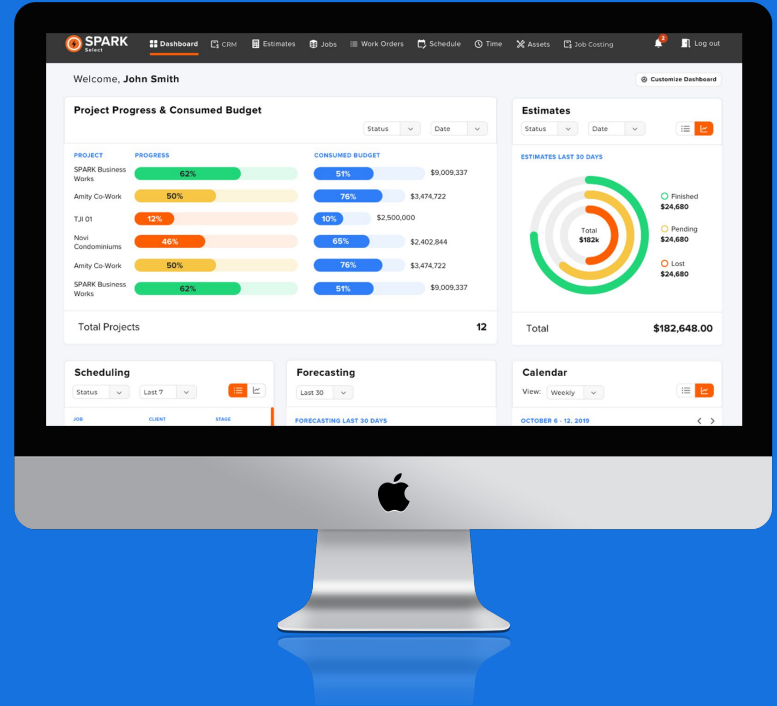 SPARK
Select
Dashboard
CRM
Estimates
Jobs
Work Orders
Schedule
Time
Assets
Job Costing
2
Log out
Welcome, John Smith
Customize Dashboard
Project Progress & Consumed Budget
Status
Date
PROJECT
PROGRESS
CONSUMED BUDGET
SPARK Business
Works
62%
51%
$9,009,337
Amity Co-Work
50%
76%
$3,474,722
TJI 01
12%
10%
$2,500,000
Novi
Condominiums
46%
65%
$2,402,844
Amity Co-Work
50%
76%
$3,474,722
SPARK Business
Works
62%
51%
$9,009,337
Total Projects
12
Estimates
Status
Date
ESTIMATES LAST 30 DAYS
Total
$182k
Finished
$24,680
Pending
$24,680
Lost
$24,680
Total
$182,648.00
Scheduling
Status
Last 7
JOB
CLIENT
STAGE
Forecasting
Last 30
FORECASTING LAST 30 DAYS
Calendar
View:
Weekly
OCTOBER 6 - 12, 2019